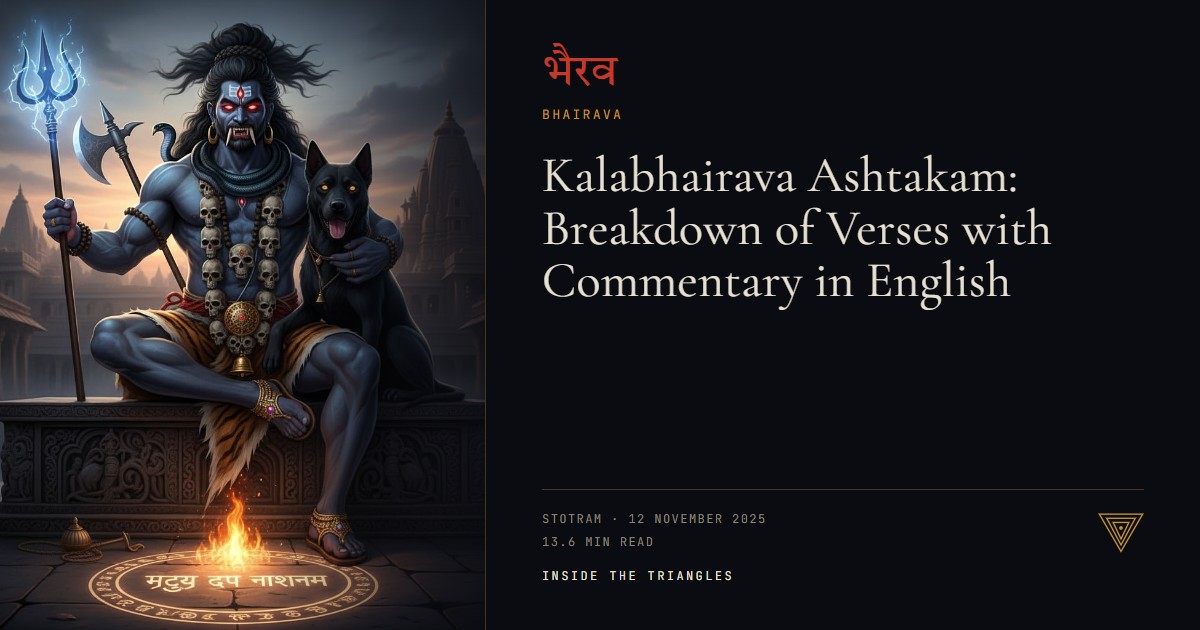 भैरव
BHAIRAVA
Kalabhairava Ashtakam:
Breakdown of Verses with
Commentary in English
STOTRAM · 12 NOVEMBER 2025
13.6 MIN READ
INSIDE THE TRIANGLES
मृत्यु दप नाशनम